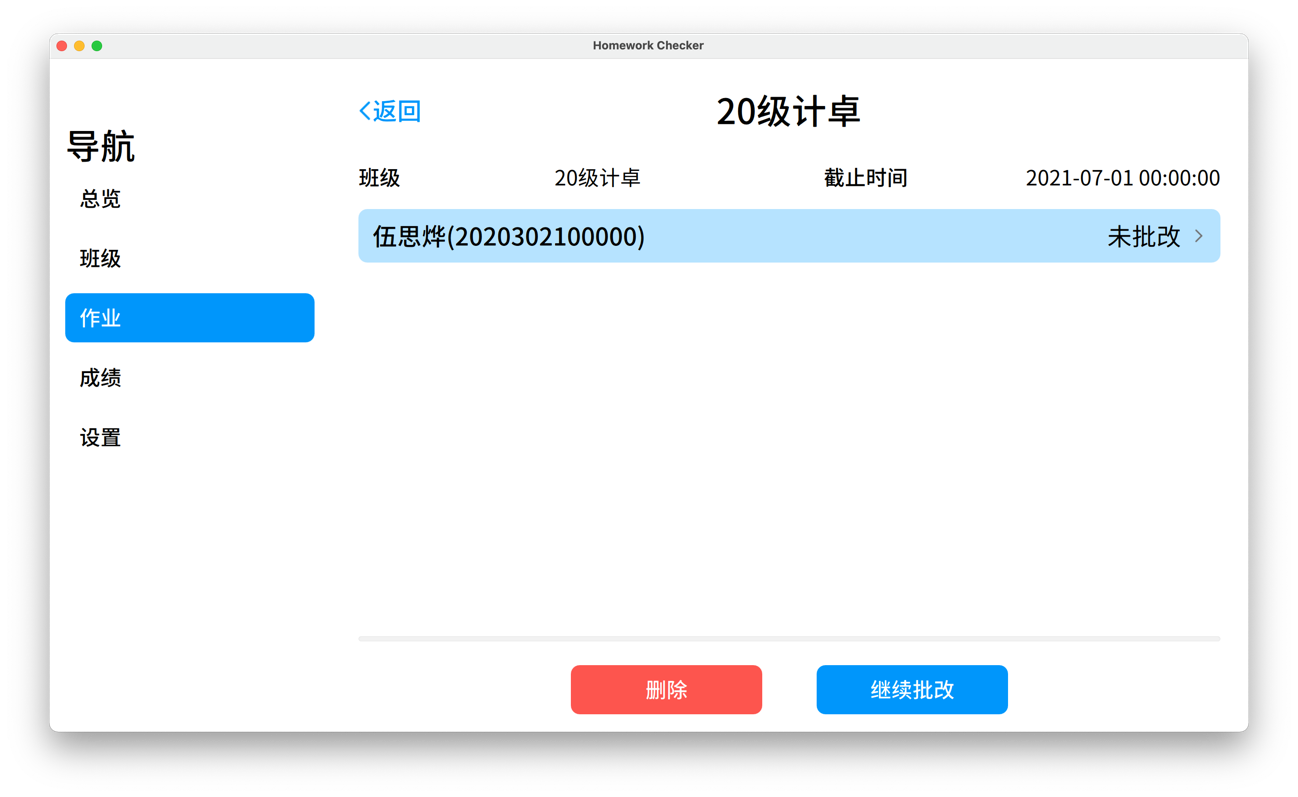 Homework Checker
导航
总览
班级
作业
成绩
设置
返回
20级计卓
班级 20级计卓 截止时间 2021-07-01 00:00:00
伍思烨(2020302100000) 未批改
删除 继续批改